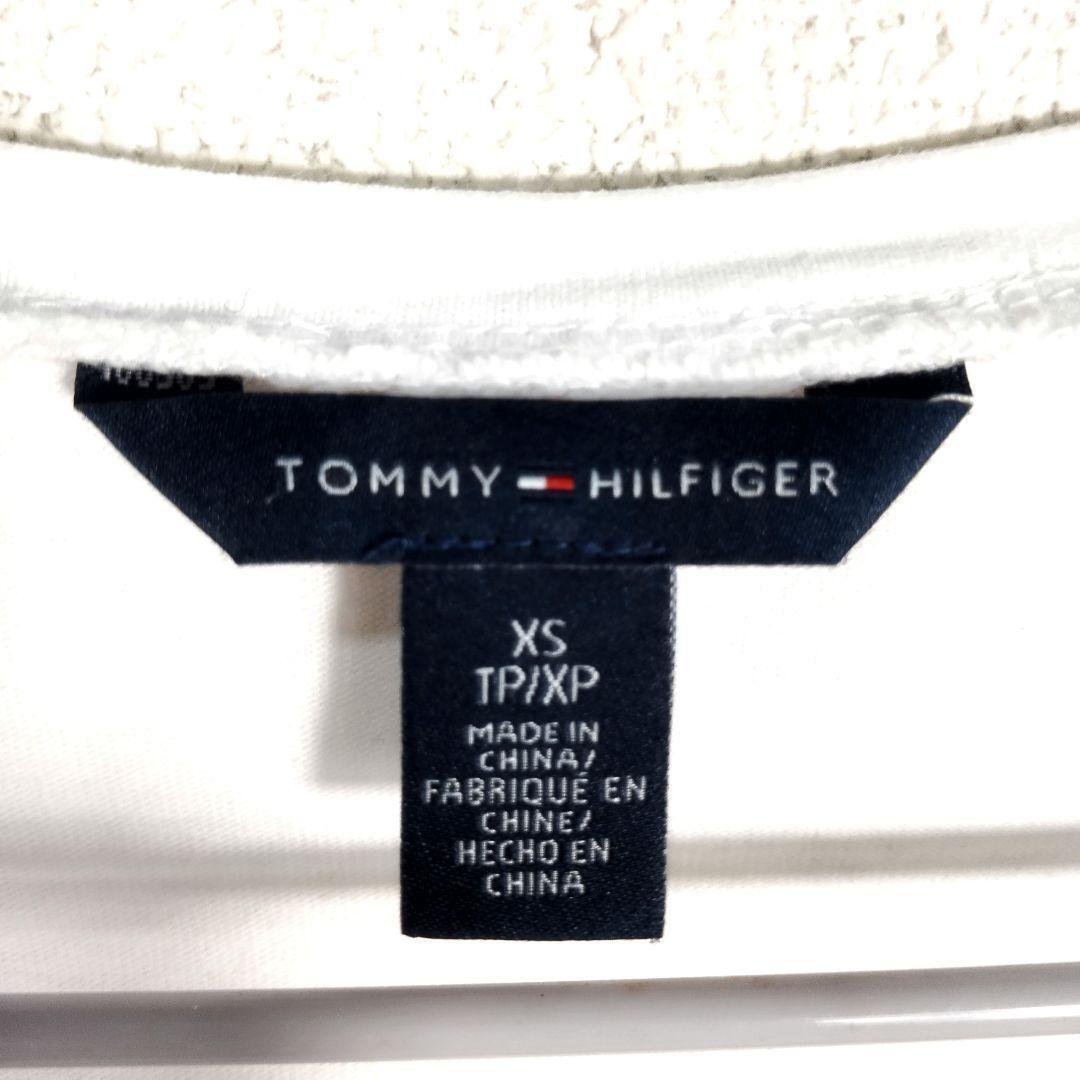 TOMMY HILFIGER
XS
TP/XP
MADE IN
CHINA/
FABRIQUÉ EN
CHINE/
HECHO EN
CHINA